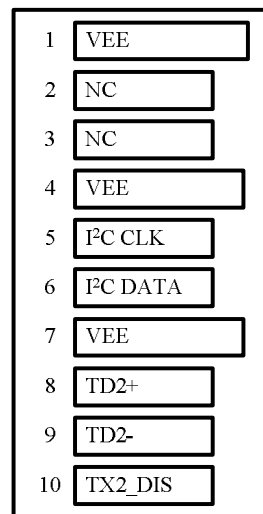 1 VEE
2 NC
3 NC
4 VEE
5 I²C CLK
6 I²C DATA
7 VEE
8 TD2+
9 TD2-
10 TX2_DIS